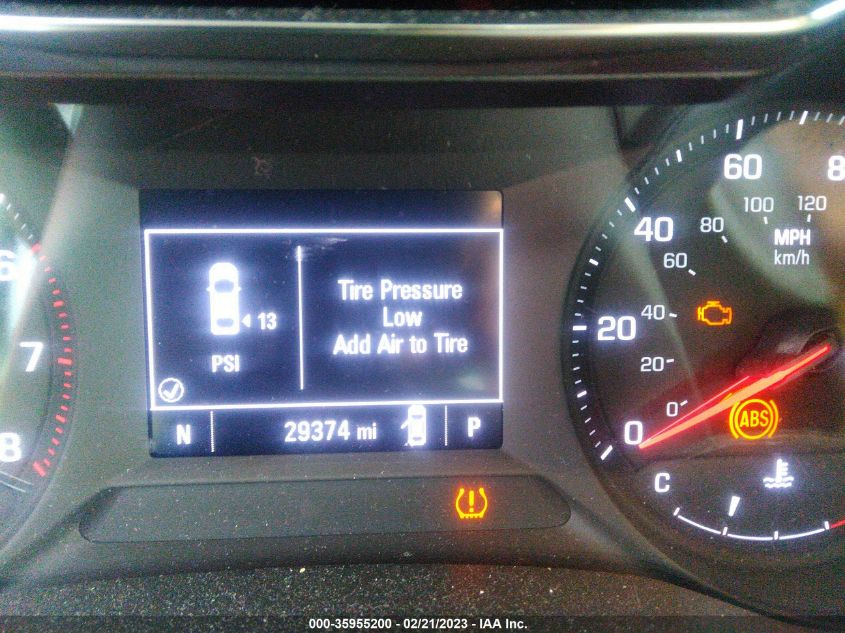 Tire Pressure
Low
Add Air to Tire
13
PSI
N 29374 mi P
6
7
8
0 20 40 60 8
0 20 40 60 80 100 120
MPH
km/h
ABS
C
000-35955200 - 02/21/2023 - IAA Inc.